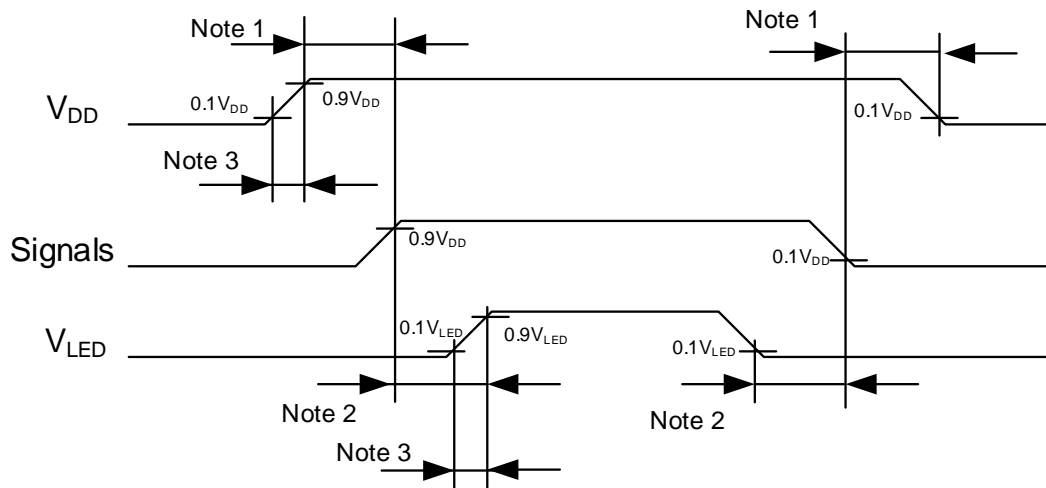 Note 1
Note 1
V_DD
0.1V_DD
0.9V_DD
0.1V_DD
Note 3
Signals
0.9V_DD
0.1V_DD
V_LED
0.1V_LED
0.9V_LED
0.1V_LED
Note 2
Note 2
Note 3